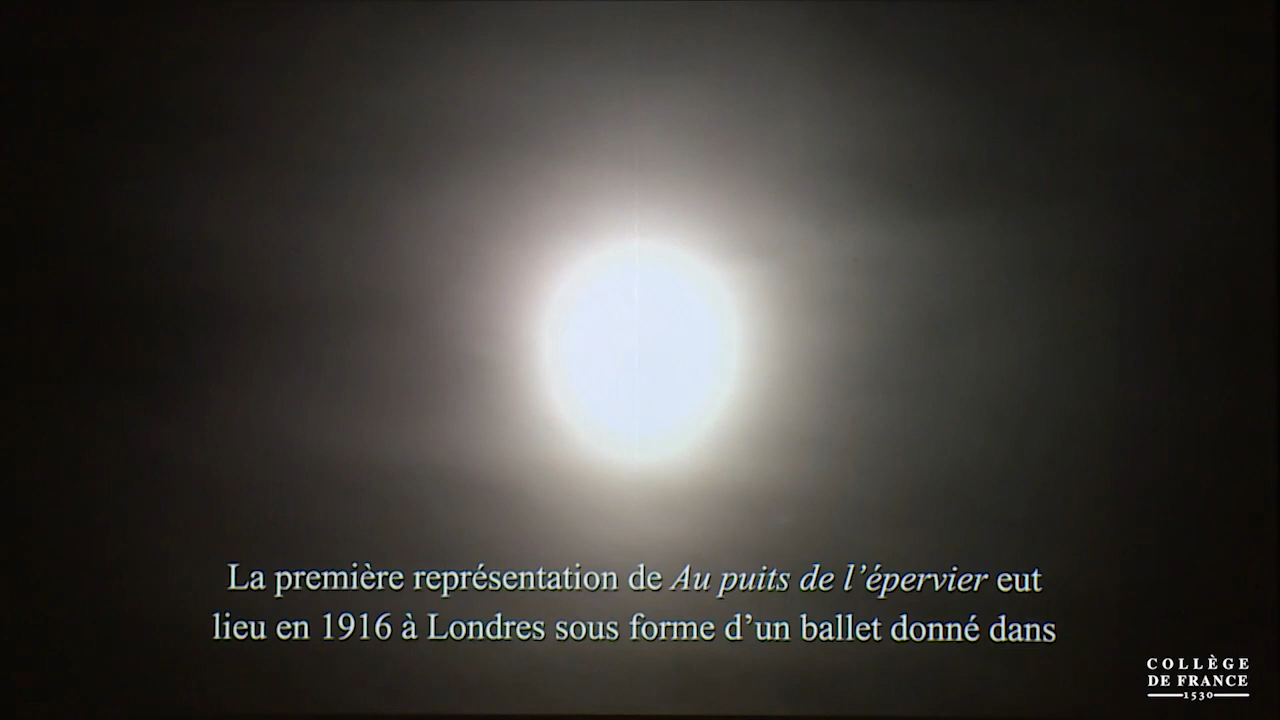 La première représentation de Au puits de l’épervier eut
lieu en 1916 à Londres sous forme d’un ballet donné dans
COLLÈGE
DE FRANCE
1530